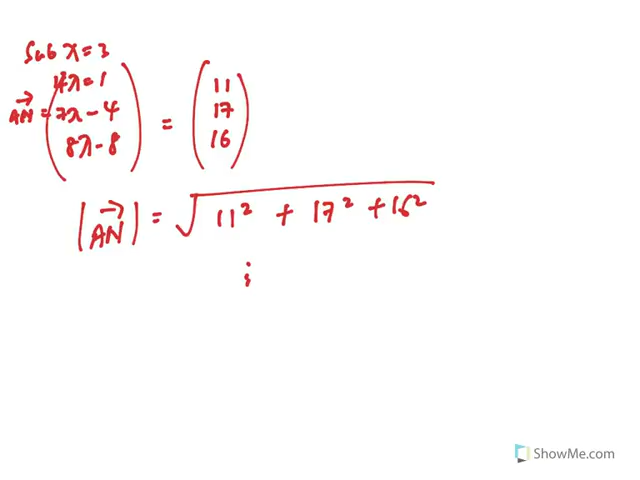 Sub λ = 3
4λ - 1
AN = 7λ - 4 = 11 17 16
8λ - 8
|AN| = √ 11² + 17² + 16²
ShowMe.com